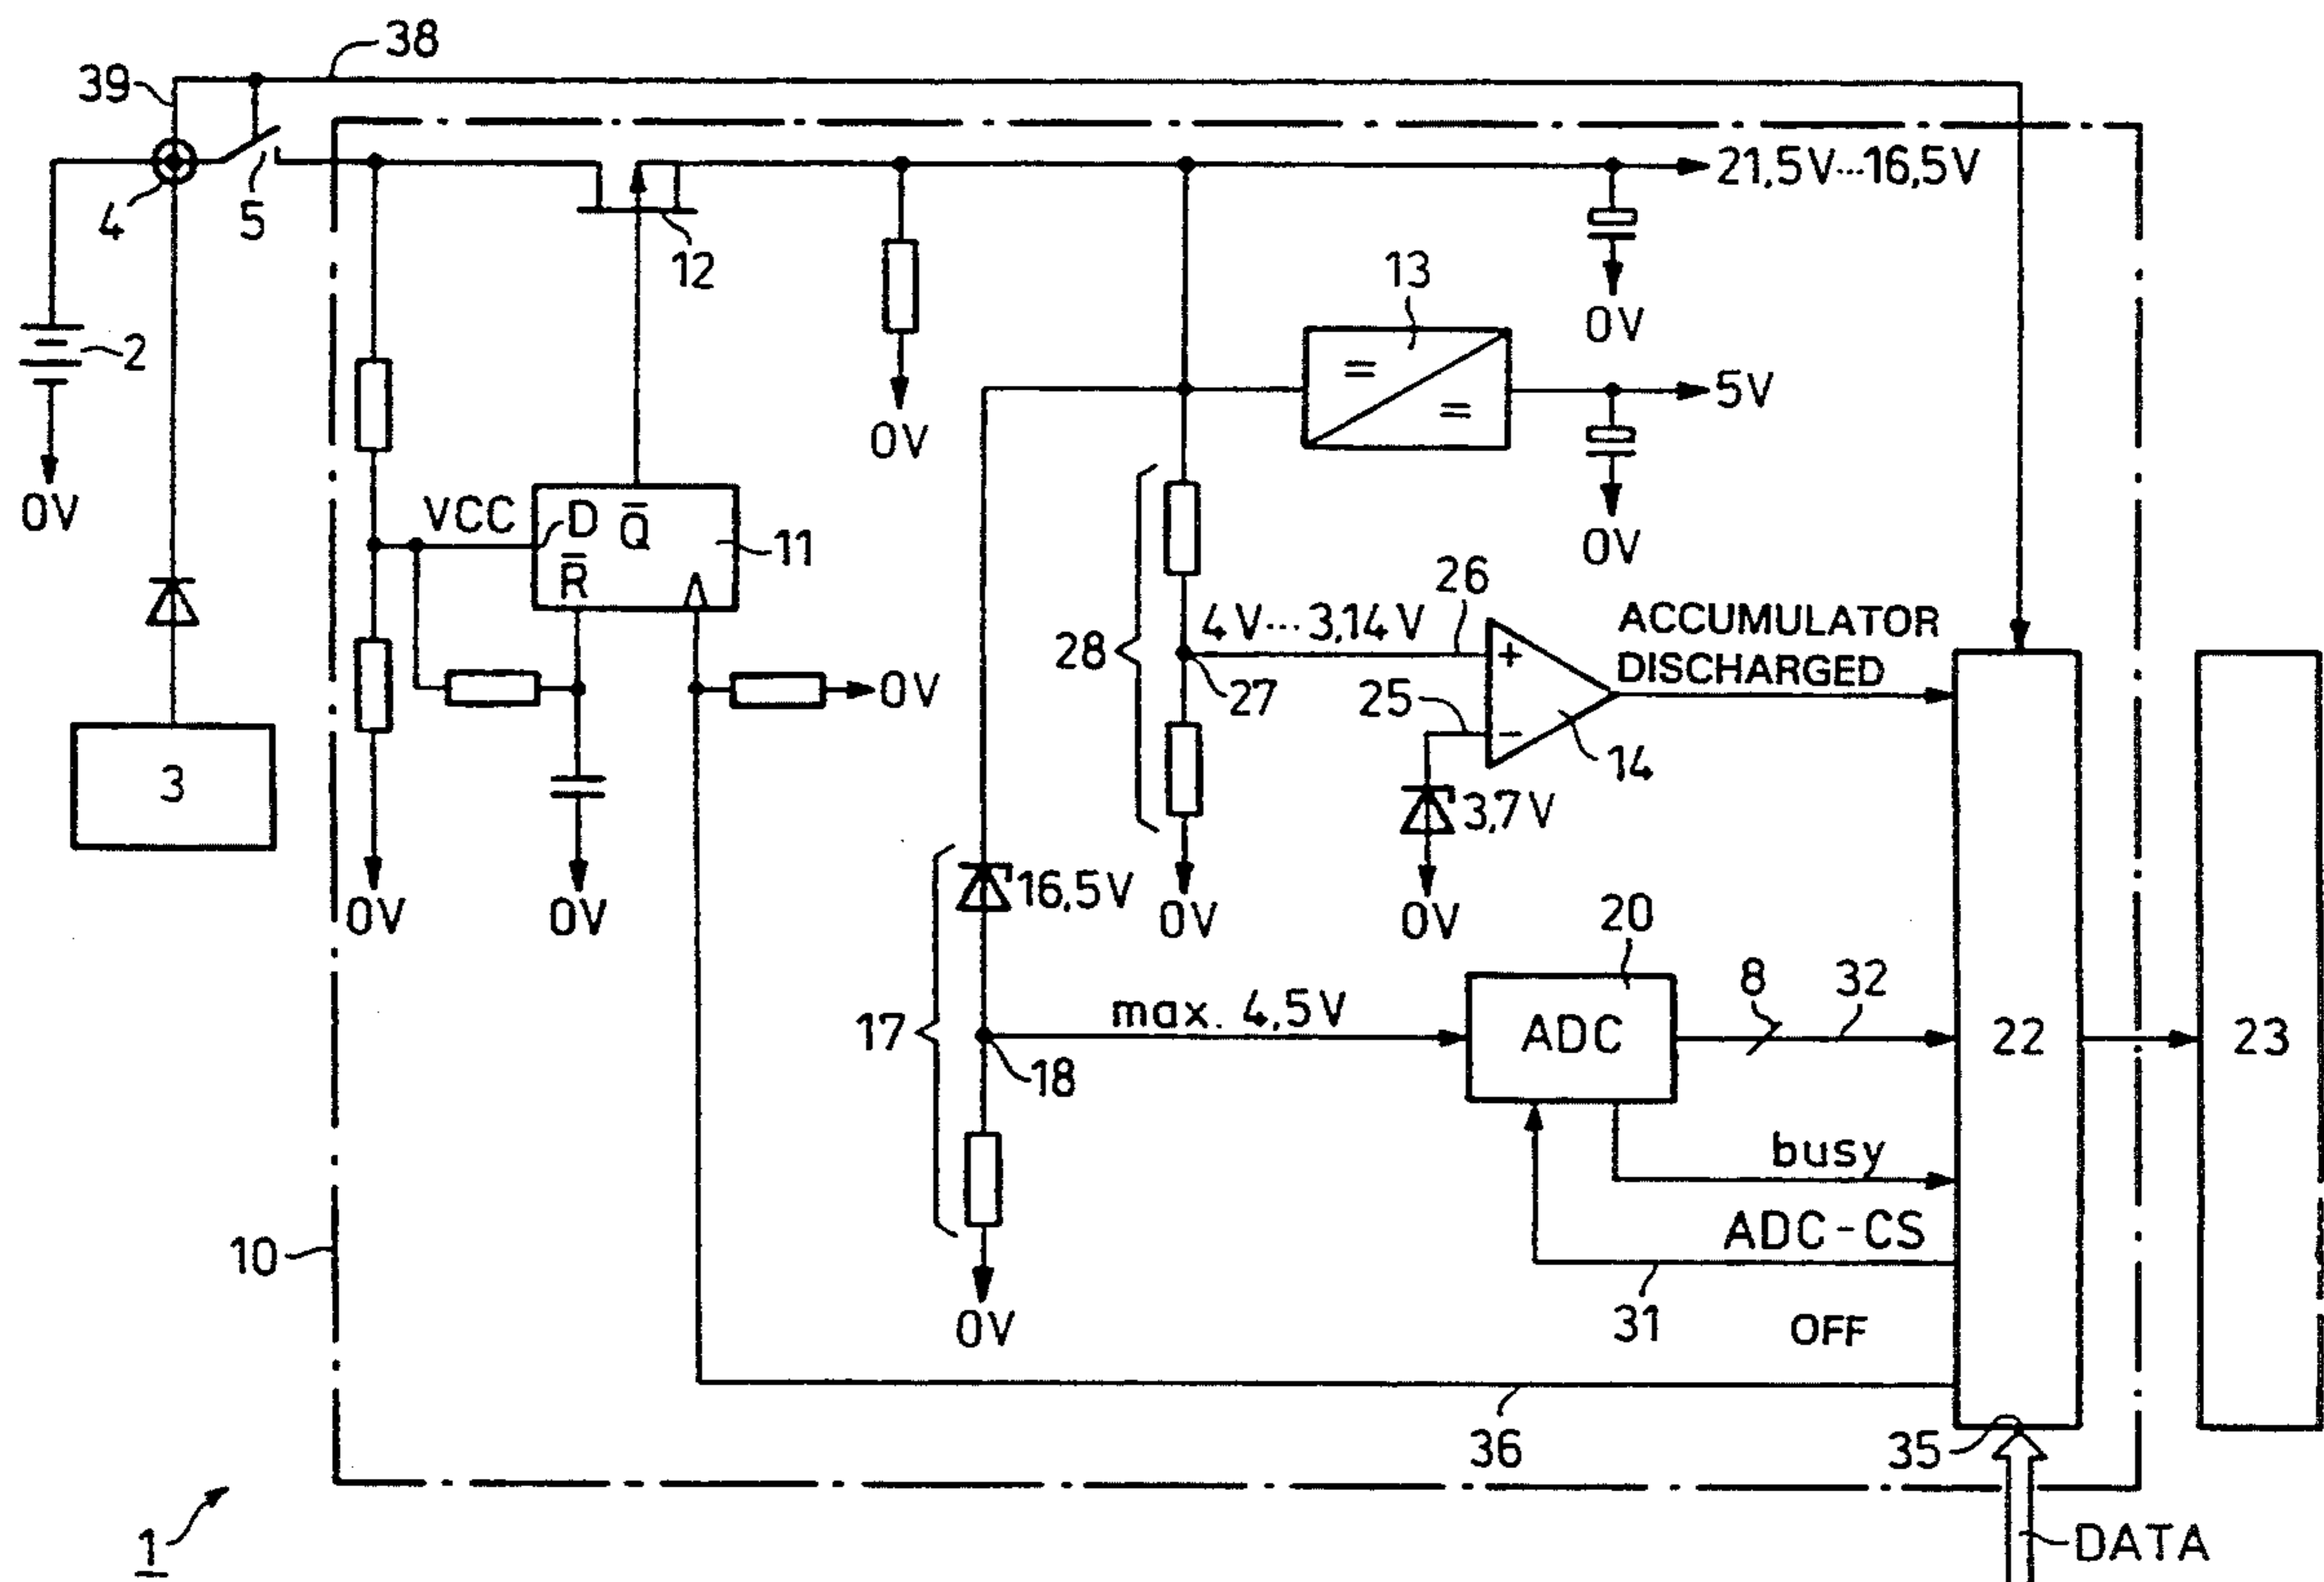 38
39
4
5
12
21,5V...16,5V
2
0V
13
0V
0V
5V
VCC
D
Q̅
R̅
11
0V
28
4V...3,14V
26
27
25
+
-
14
ACCUMULATOR
DISCHARGED
0V
3
3,7V
0V
0V
0V
0V
16,5V
17
18
max. 4,5V
20
ADC
8
32
22
23
busy
ADC-CS
31
OFF
0V
10
36
35
1
DATA